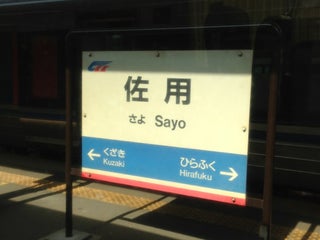 佐用
さよ Sayo
← くざき ひらふく →
Kuzaki Hirafuku